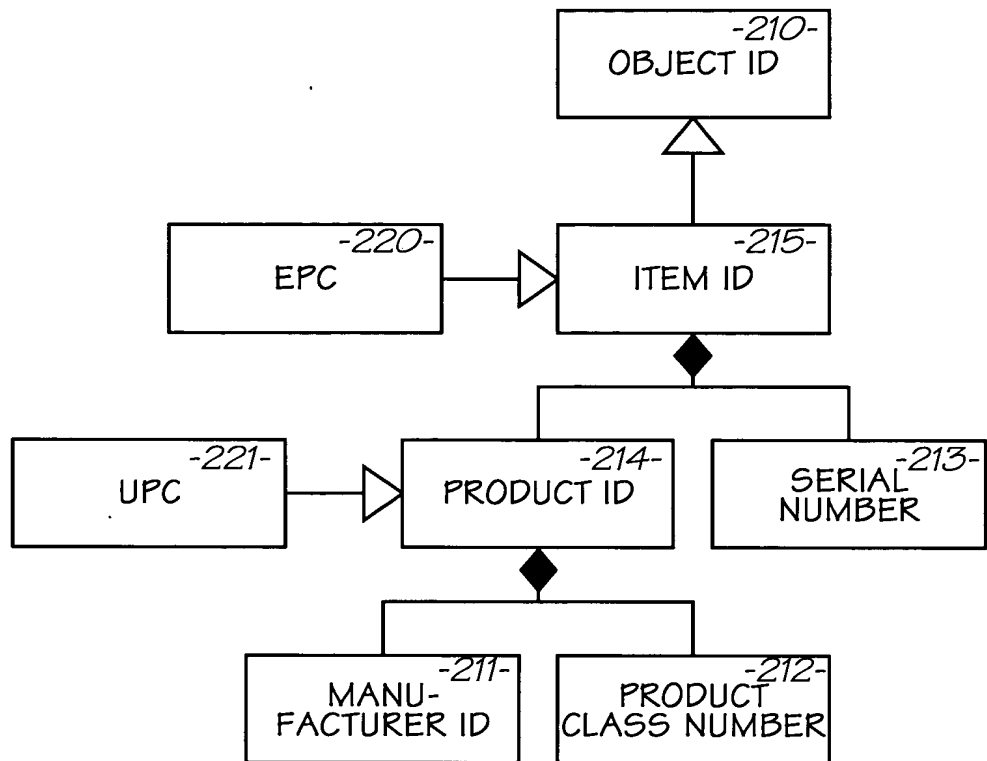 -210-
OBJECT ID
-220-
EPC
-215-
ITEM ID
-221-
UPC
-214-
PRODUCT ID
-213-
SERIAL
NUMBER
-211-
MANU-
FACTURER ID
-212-
PRODUCT
CLASS NUMBER